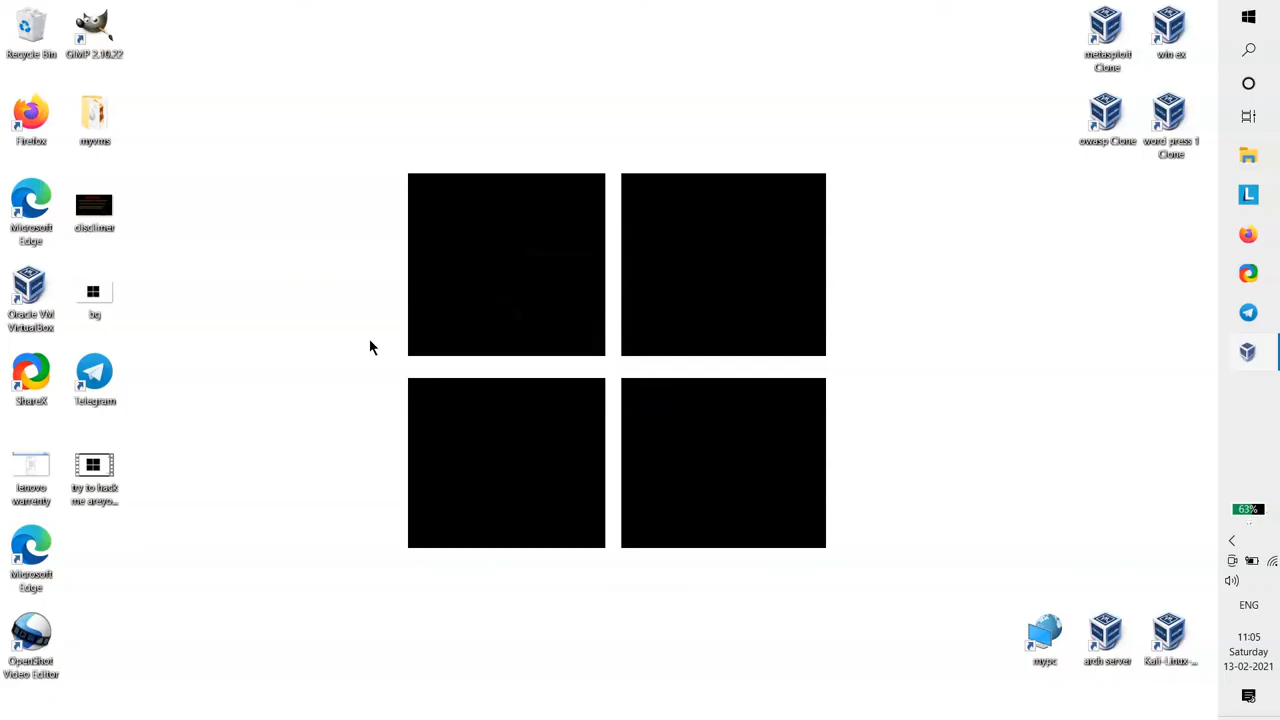 Recycle Bin
GIMP 2.10.22
Firefox
myvms
Microsoft
Edge
disclimer
Oracle VM
VirtualBox
bg
ShareX
Telegram
lenovo
warrenty
try to hack
me areyo...
Microsoft
Edge
OpenShot
Video Editor
metasploit
Clone
win ex
owasp Clone
word press 1
Clone
mypc
arch server
Kali-Linux-...
L
63%
ENG
11:05
Saturday
13-02-2021